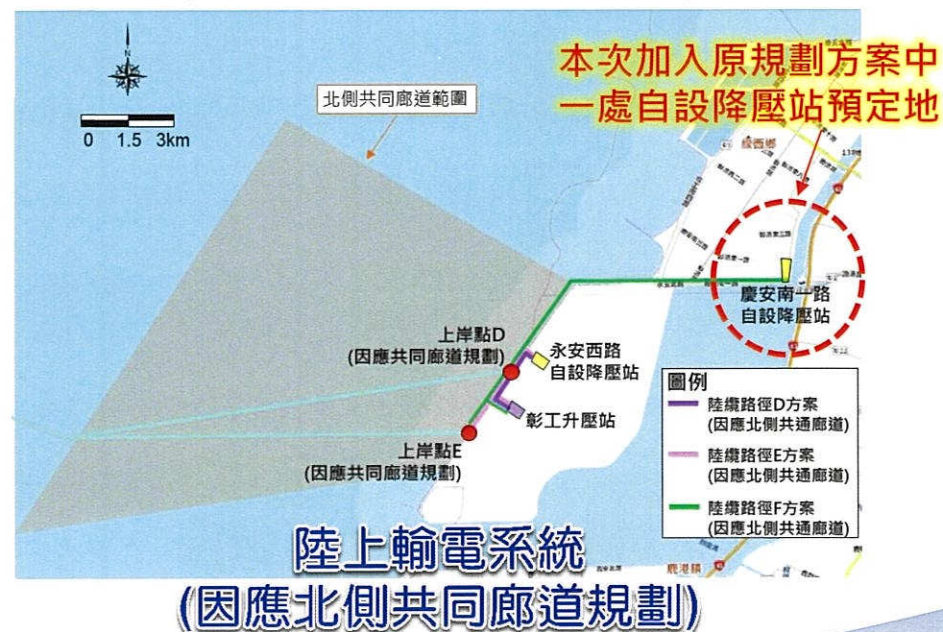 本次加入原規劃方案中
一處自設降壓站預定地
N
北側共同廊道範圍
0 1.5 3km
線西鄉
慶安南一路
自設降壓站
上岸點D
(因應共同廊道規劃)
永安西路
自設降壓站
彰工升壓站
上岸點E
(因應共同廊道規劃)
圖例
陸纜路徑D方案
(因應北側共通廊道)
陸纜路徑E方案
(因應北側共通廊道)
陸纜路徑F方案
(因應北側共通廊道)
鹿港鎮
陸上輸電系統
(因應北側共同廊道規劃)